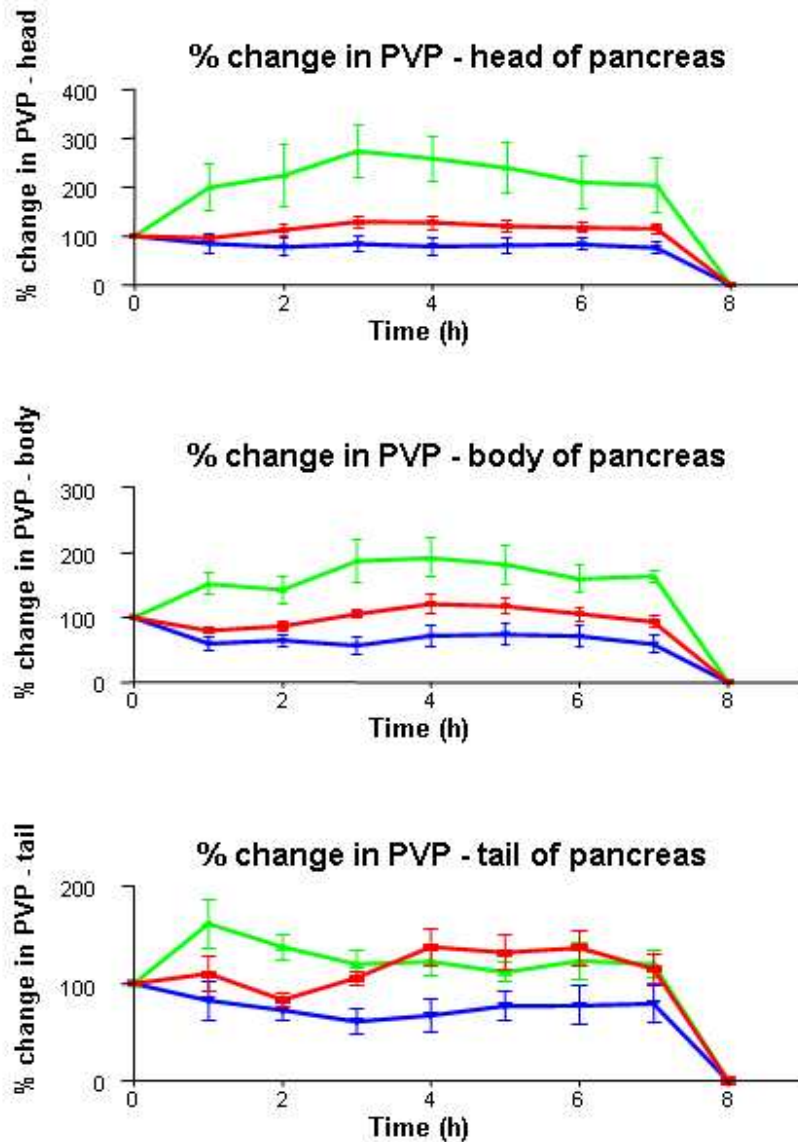 % change in PVP - head of pancreas
% change in PVP - head
400
300
200
100
0
0 2 4 6 8
Time (h)
% change in PVP - body of pancreas
% change in PVP - body
300
200
100
0
0 2 4 6 8
Time (h)
% change in PVP - tail of pancreas
% change in PVP - tail
200
100
0
0 2 4 6 8
Time (h)